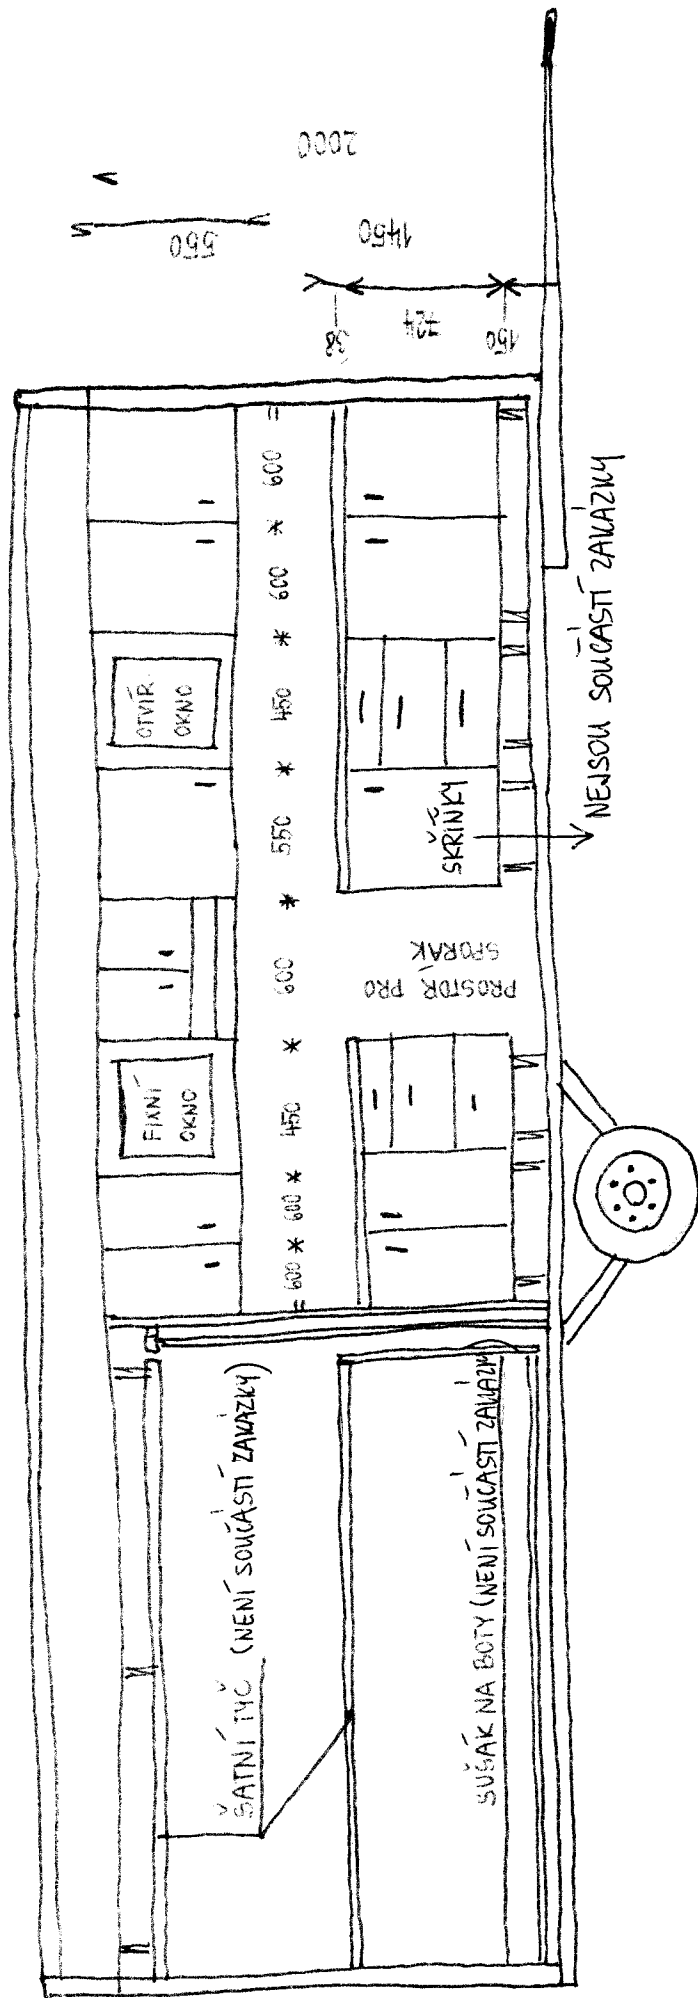 FIXNÍ
OKNO
OTVÍR.
OKNO
550
2000
ŠATNÍ TYČ (NENÍ SOUČÁSTÍ ZAKÁZKY)
= 600 * 600 * 450 * 600 * 550 * 450 * 600 * 600 =
1450
38
724
150
PROSTOR PRO
SPORÁK
SKŘÍŇKY
SUŠÁK NA BOTY (NENÍ SOUČÁSTÍ ZAKÁZKY
NEJSOU SOUČÁSTÍ ZAKÁZKY